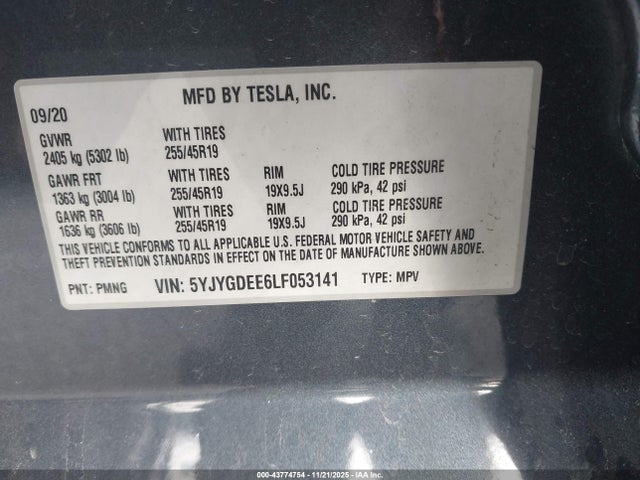 MFD BY TESLA, INC.
09/20
GVWR WITH TIRES
2405 kg (5302 lb) 255/45R19
GAWR FRT WITH TIRES RIM COLD TIRE PRESSURE
1363 kg (3004 lb) 255/45R19 19X9.5J 290 kPa, 42 psi
GAWR RR WITH TIRES RIM COLD TIRE PRESSURE
1636 kg (3606 lb) 255/45R19 19X9.5J 290 kPa, 42 psi
THIS VEHICLE CONFORMS TO ALL APPLICABLE U.S. FEDERAL MOTOR VEHICLE SAFETY AND
THEFT PREVENTION STANDARDS IN EFFECT ON THE DATE OF MANUFACTURE SHOWN ABOVE.
PNT: PMNG VIN: 5YJYGDEE6LF053141 TYPE: MPV
00-43774754 - 11/21/2025 - IAA, Inc.